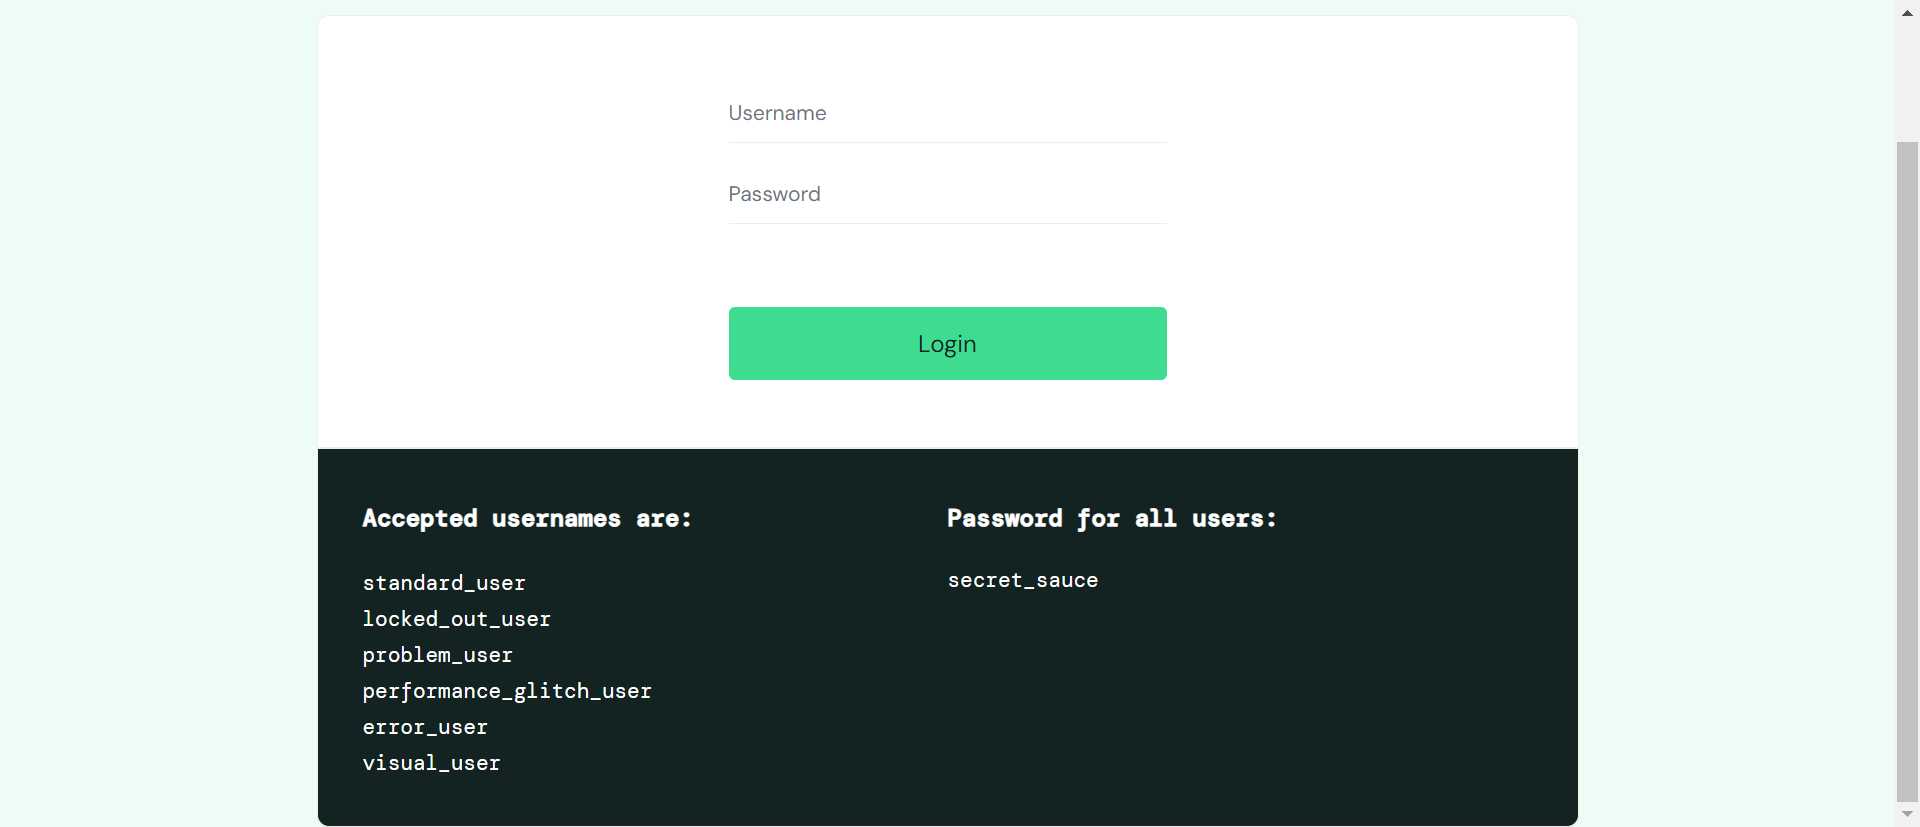 Username
Password
Login
Accepted usernames are:
standard_user
locked_out_user
problem_user
performance_glitch_user
error_user
visual_user
Password for all users:
secret_sauce